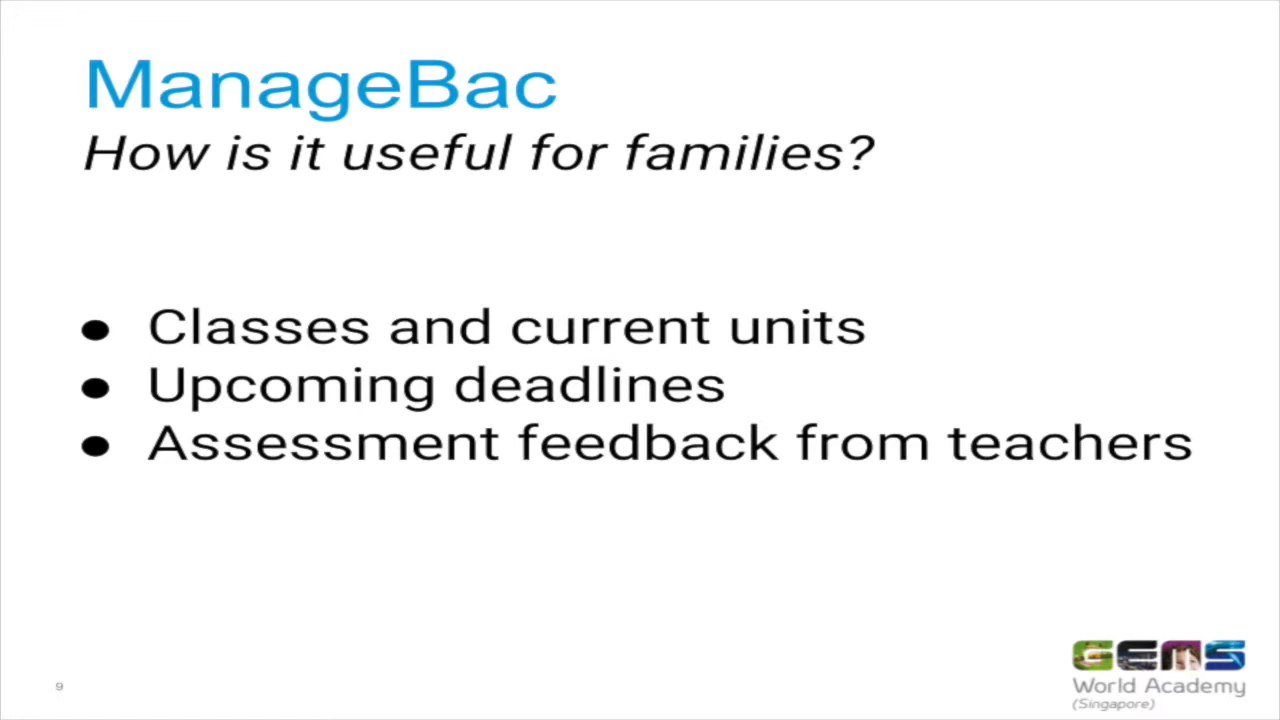 ManageBac
How is it useful for families?
● Classes and current units
● Upcoming deadlines
● Assessment feedback from teachers
9
GEMS
World Academy
(Singapore)